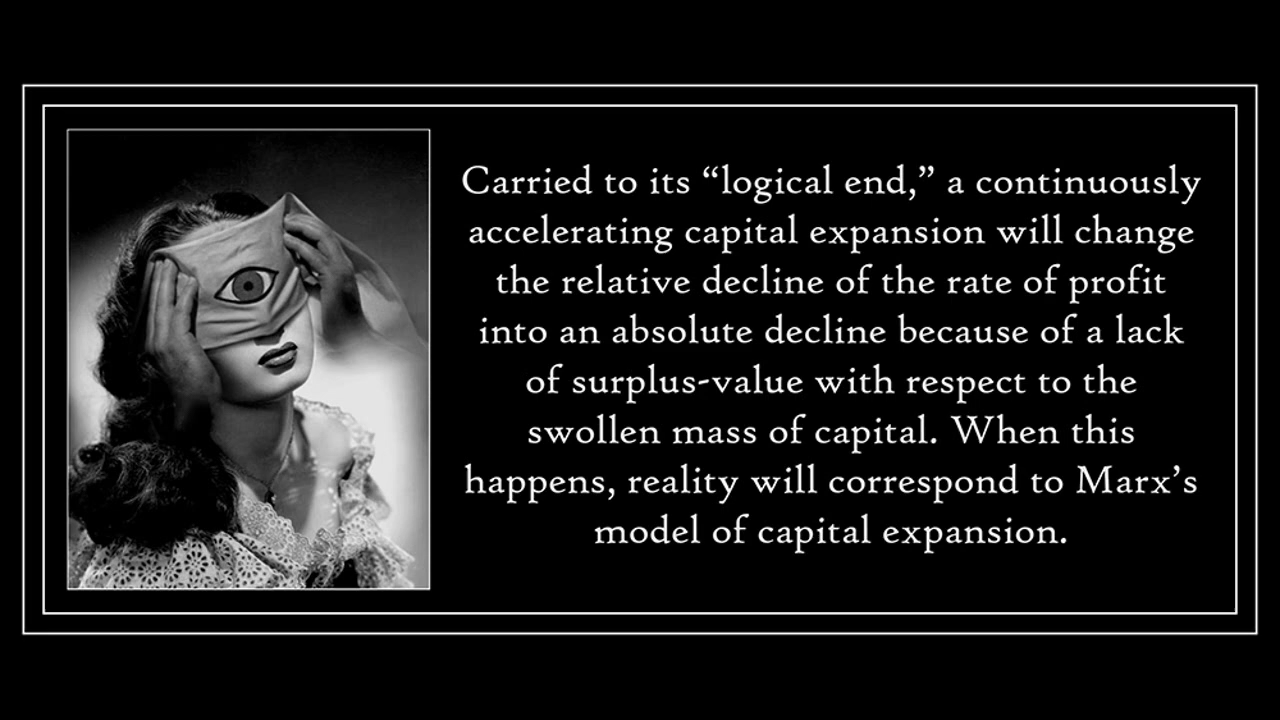 Carried to its “logical end,” a continuously
accelerating capital expansion will change
the relative decline of the rate of profit
into an absolute decline because of a lack
of surplus-value with respect to the
swollen mass of capital. When this
happens, reality will correspond to Marx’s
model of capital expansion.